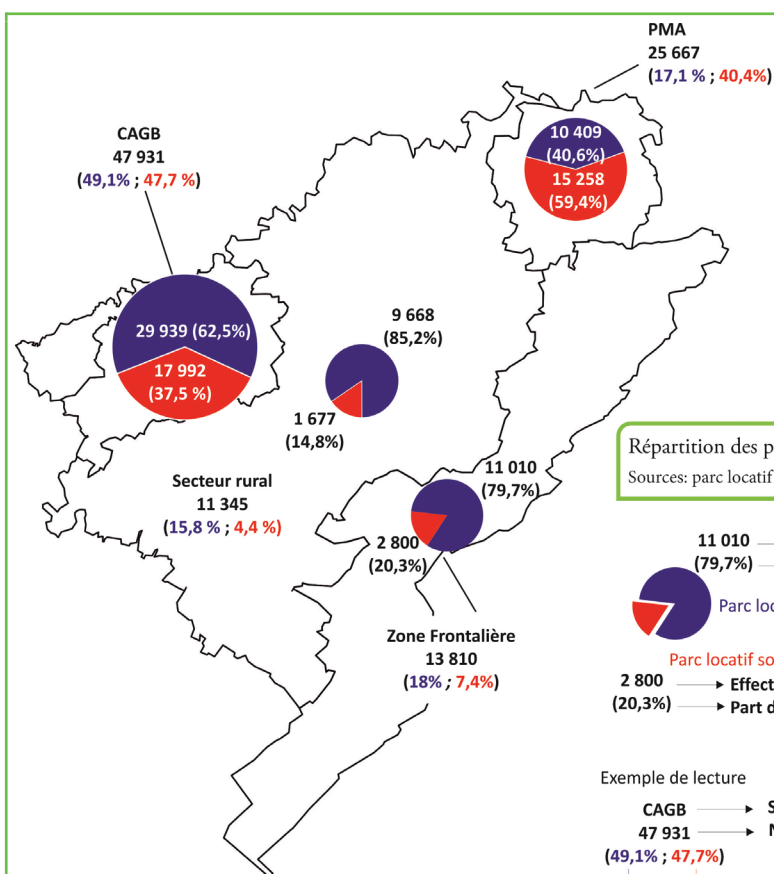 PMA
25 667
(17,1 % ; 40,4%)
10 409
(40,6%)
15 258
(59,4%)
CAGB
47 931
(49,1% ; 47,7 %)
29 939 (62,5%)
17 992
(37,5 %)
9 668
(85,2%)
1 677
(14,8%)
Secteur rural
11 345
(15,8 % ; 4,4 %)
11 010
(79,7%)
2 800
(20,3%)
Zone Frontalière
13 810
(18% ; 7,4%)
Répartition des p
Sources: parc locatif
11 010
(79,7%)
Parc loc
Parc locatif so
2 800 Effect
(20,3%) Part d
Exemple de lecture
CAGB S
47 931 N
(49,1% ; 47,7%)